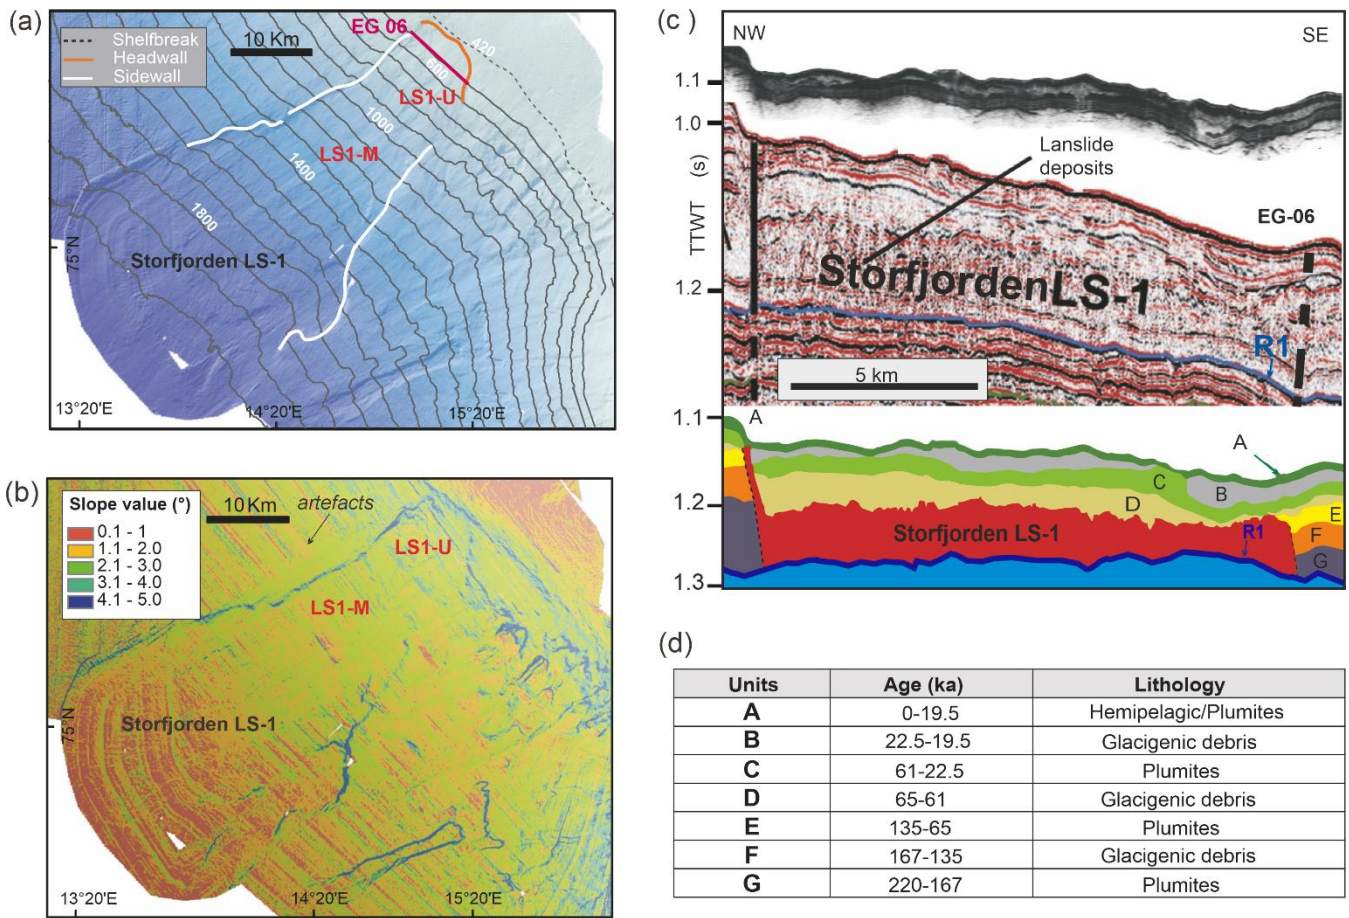 (a)
Shelfbreak
Headwall
Sidewall
10 Km
EG 06
420
600
LS1-U
1000
LS1-M
1400
1800
75°N
Storfjorden LS-1
13°20'E
14°20'E
15°20'E
(b)
Slope value (°)
0.1 - 1
1.1 - 2.0
2.1 - 3.0
3.1 - 4.0
4.1 - 5.0
10 Km
artefacts
LS1-U
LS1-M
Storfjorden LS-1
75°N
13°20'E
14°20'E
15°20'E
(c)
NW
SE
1.1
1.0
TTWT (s)
1.2
Lanslide
deposits
EG-06
StorfjordenLS-1
R1
5 km
1.1
1.2
1.3
A
A
C
B
D
E
Storfjorden LS-1
R1
F
G
(d)
Units Age (ka) Lithology
A 0-19.5 Hemipelagic/Plumites
B 22.5-19.5 Glacigenic debris
C 61-22.5 Plumites
D 65-61 Glacigenic debris
E 135-65 Plumites
F 167-135 Glacigenic debris
G 220-167 Plumites